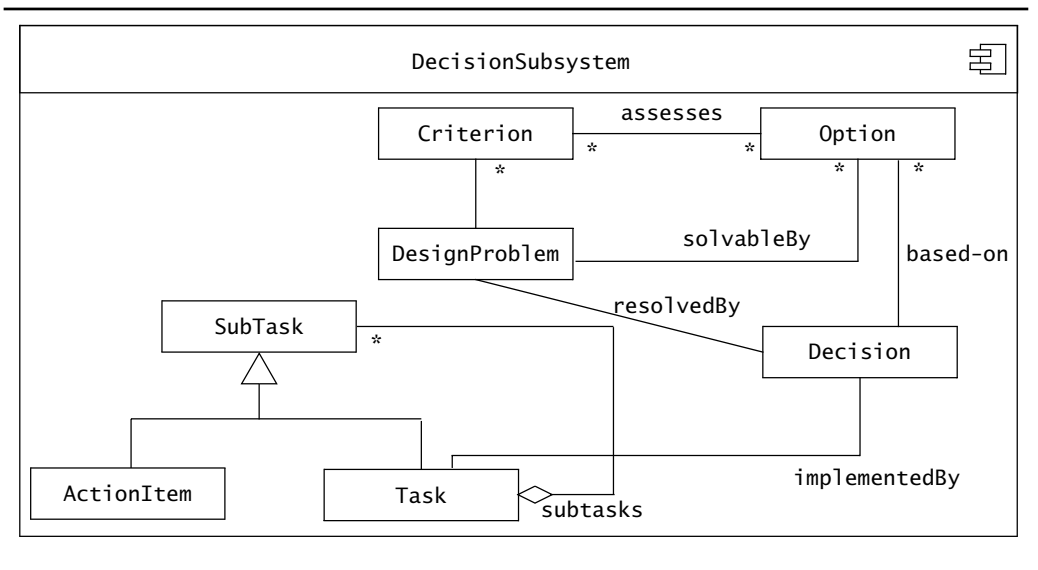 DecisionSubsystem
assesses
Criterion
Option
*
*
*
*
*
solvableBy
DesignProblem
based-on
resolvedBy
SubTask
*
Decision
implementedBy
ActionItem
Task
subtasks